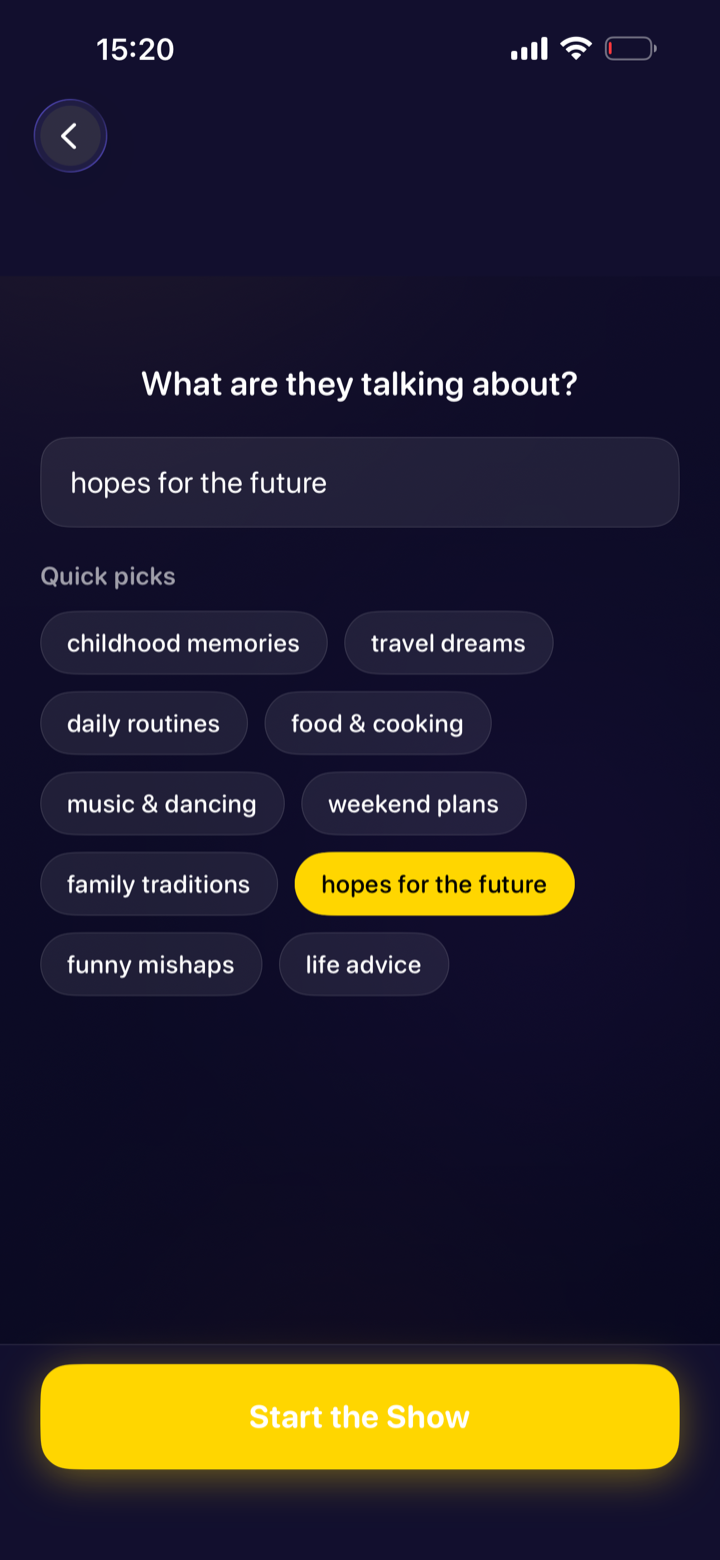 15:20
What are they talking about?
hopes for the future
Quick picks
childhood memories travel dreams
daily routines food & cooking
music & dancing weekend plans
family traditions hopes for the future
funny mishaps life advice
Start the Show